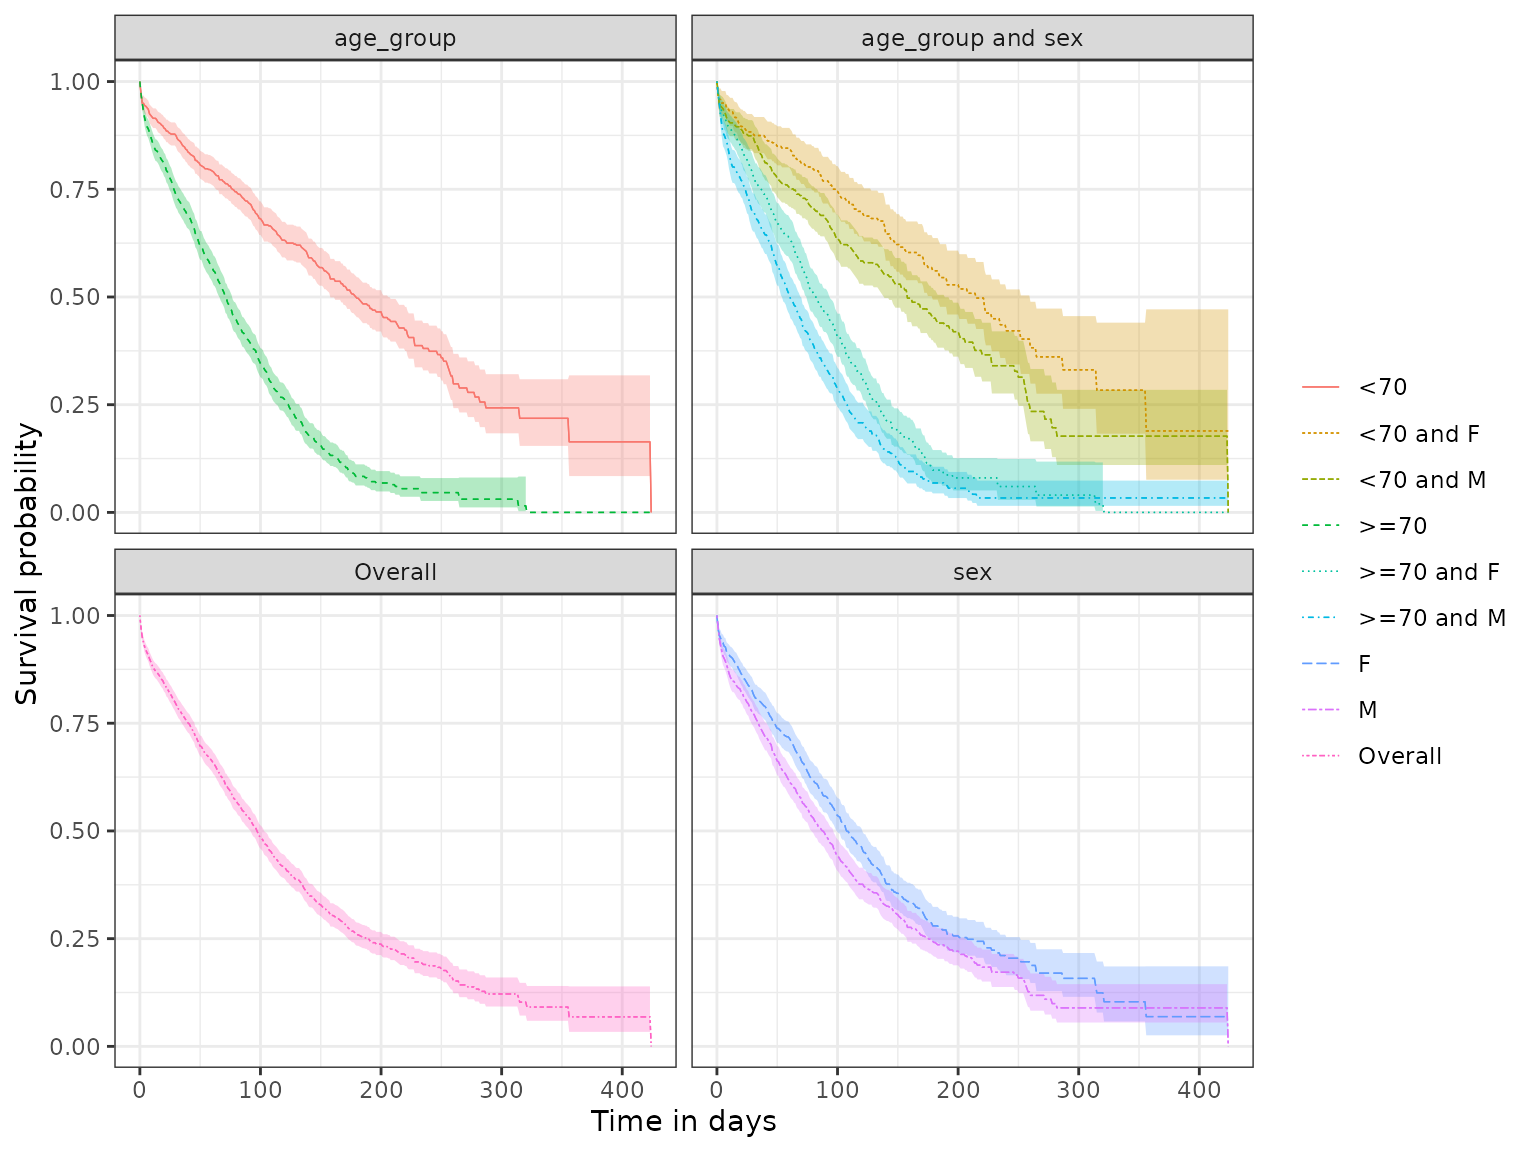 age_group
age_group and sex
1.00
0.75
0.50
0.25
0.00
Overall
sex
1.00
0.75
0.50
0.25
0.00
0 100 200 300 400
0 100 200 300 400
Time in days
Survival probability
<70
<70 and F
<70 and M
>=70
>=70 and F
>=70 and M
F
M
Overall